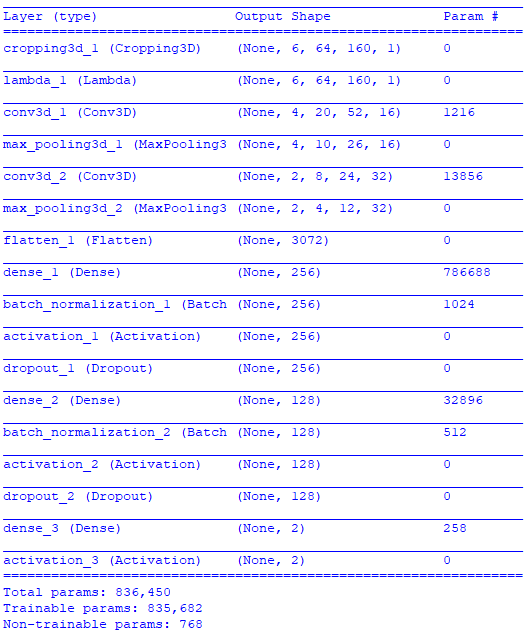 Layer (type) Output Shape Param #
cropping3d_1 (Cropping3D) (None, 6, 64, 160, 1) 0
lambda_1 (Lambda) (None, 6, 64, 160, 1) 0
conv3d_1 (Conv3D) (None, 4, 20, 52, 16) 1216
max_pooling3d_1 (MaxPooling3 (None, 4, 10, 26, 16) 0
conv3d_2 (Conv3D) (None, 2, 8, 24, 32) 13856
max_pooling3d_2 (MaxPooling3 (None, 2, 4, 12, 32) 0
flatten_1 (Flatten) (None, 3072) 0
dense_1 (Dense) (None, 256) 786688
batch_normalization_1 (Batch (None, 256) 1024
activation_1 (Activation) (None, 256) 0
dropout_1 (Dropout) (None, 256) 0
dense_2 (Dense) (None, 128) 32896
batch_normalization_2 (Batch (None, 128) 512
activation_2 (Activation) (None, 128) 0
dropout_2 (Dropout) (None, 128) 0
dense_3 (Dense) (None, 2) 258
activation_3 (Activation) (None, 2) 0
Total params: 836,450
Trainable params: 835,682
Non-trainable params: 768